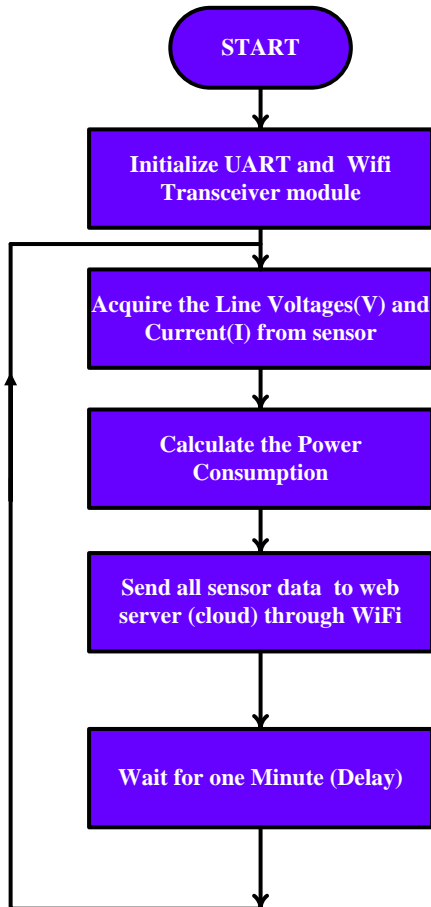 START
Initialize UART and Wifi
Transceiver module
Acquire the Line Voltages(V) and
Current(I) from sensor
Calculate the Power
Consumption
Send all sensor data to web
server (cloud) through WiFi
Wait for one Minute (Delay)